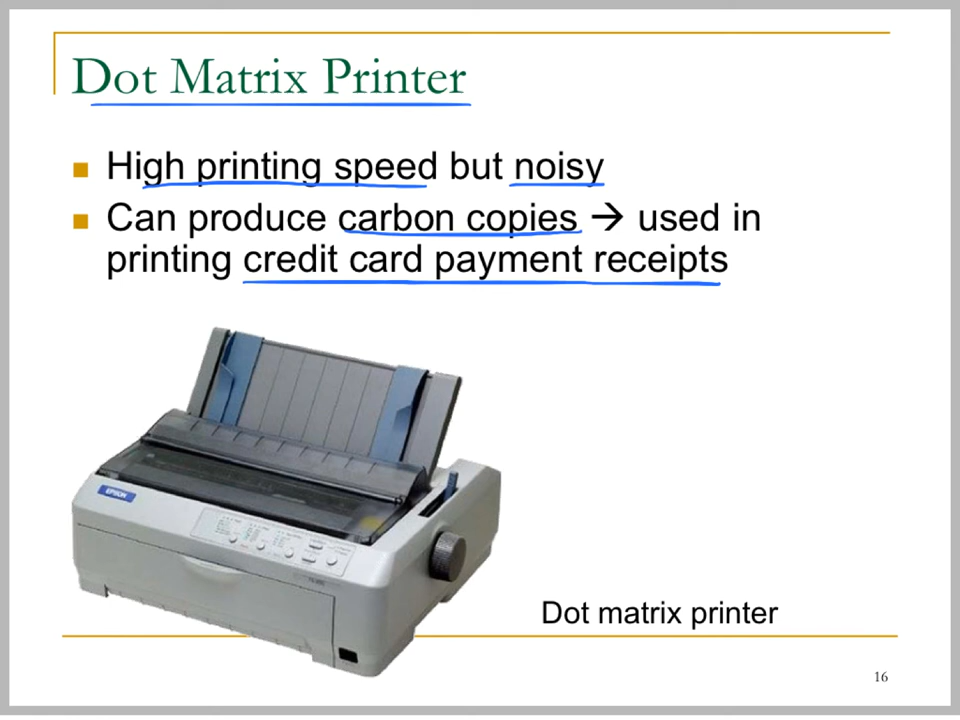 Dot Matrix Printer
High printing speed but noisy
Can produce carbon copies → used in
printing credit card payment receipts
EPSON
Dot matrix printer
16